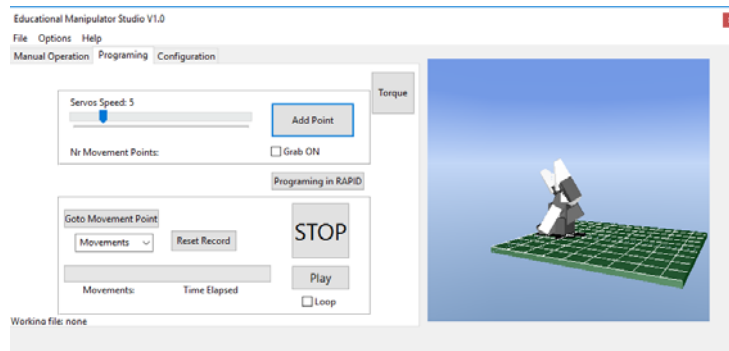 Educational Manipulator Studio V1.0
File Options Help
Manual Operation Programing Configuration
Torque
Servos Speed: 5
Add Point
Nr Movement Points:
Grab ON
Programing in RAPID
Goto Movement Point
STOP
Movements
Reset Record
Play
Movements: Time Elapsed
Loop
Working file: none